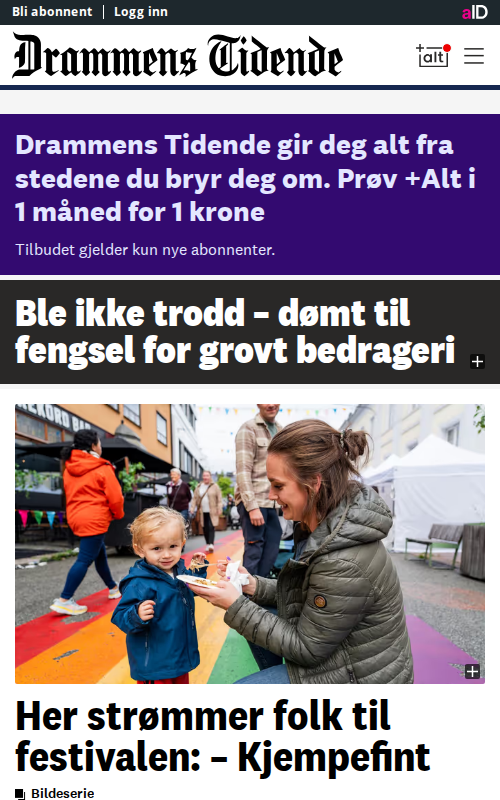 Bli abonnent | Logg inn
aID
Drammens Tidende
+alt
Drammens Tidende gir deg alt fra
stedene du bryr deg om. Prøv +Alt i
1 måned for 1 krone
Tilbudet gjelder kun nye abonnenter.
Ble ikke trodd – dømt til
fengsel for grovt bedrageri
Her strømmer folk til
festivalen: – Kjempefint
Bildeserie